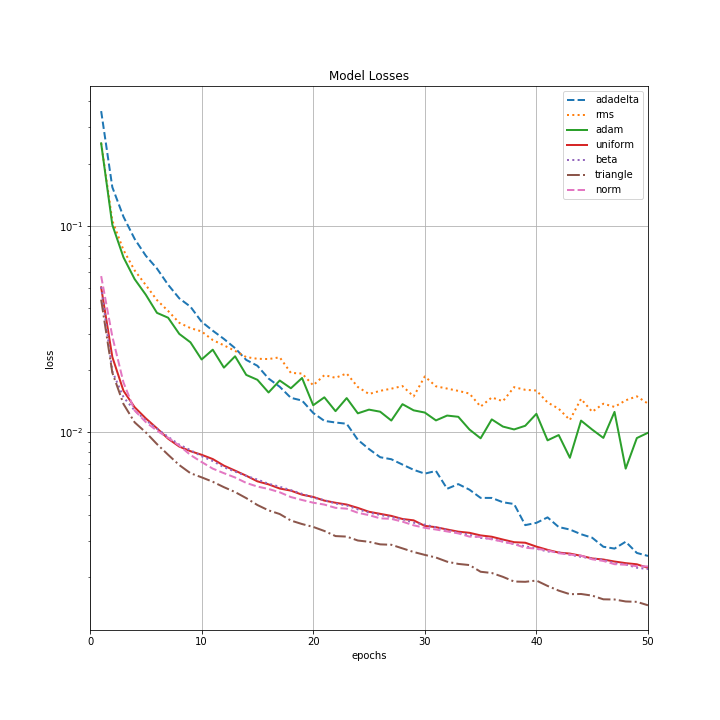 Model Losses
adadelta
rms
adam
uniform
beta
triangle
norm
loss
10⁻¹
10⁻²
0 10 20 30 40 50
epochs